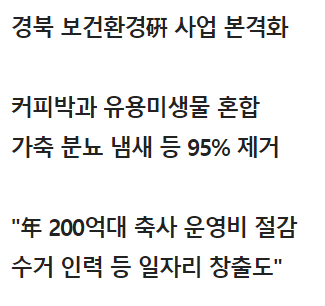 경북 보건환경硏 사업 본격화
커피박과 유용미생물 혼합
가축 분뇨 냄새 등 95% 제거
"年 200억대 축사 운영비 절감
수거 인력 등 일자리 창출도"